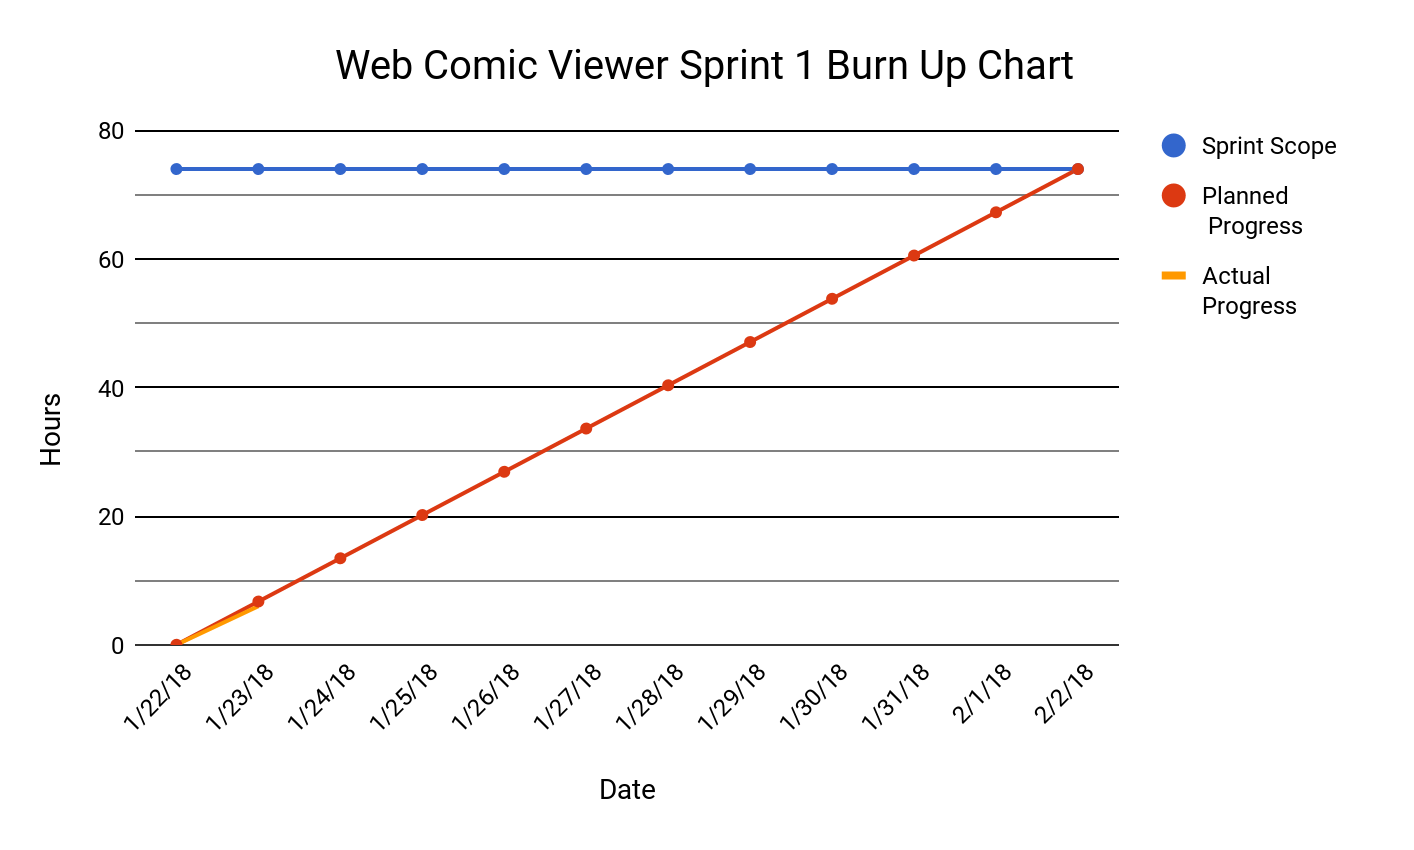 Web Comic Viewer Sprint 1 Burn Up Chart
80
60
40
20
0
Hours
1/22/18
1/23/18
1/24/18
1/25/18
1/26/18
1/27/18
1/28/18
1/29/18
1/30/18
1/31/18
2/1/18
2/2/18
Date
Sprint Scope
Planned
Progress
Actual
Progress